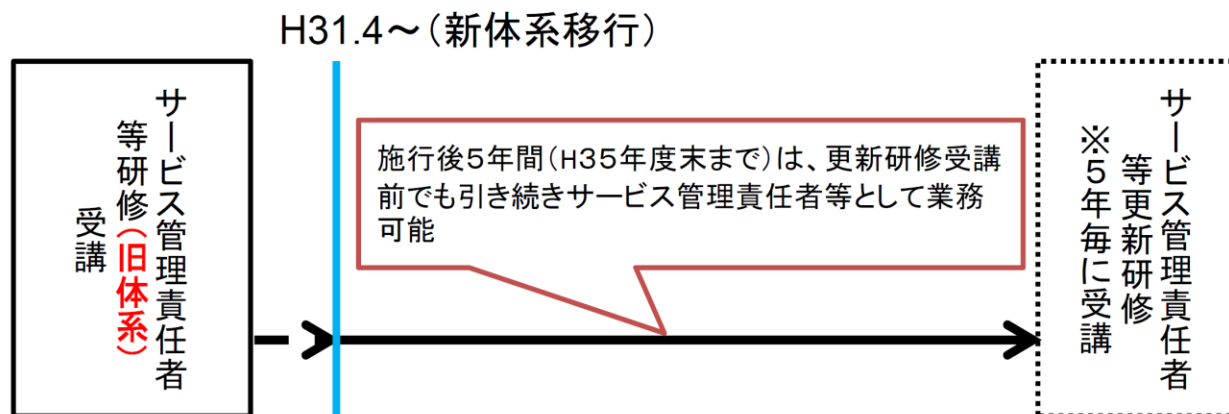 H31.4～（新体系移行）
サービス管理責任者
等研修（旧体系）
受講
施行後５年間（H３５年度末まで）は、更新研修受講
前でも引き続きサービス管理責任者等として業務
可能
サービス管理責任者
等更新研修
※５年毎に受講